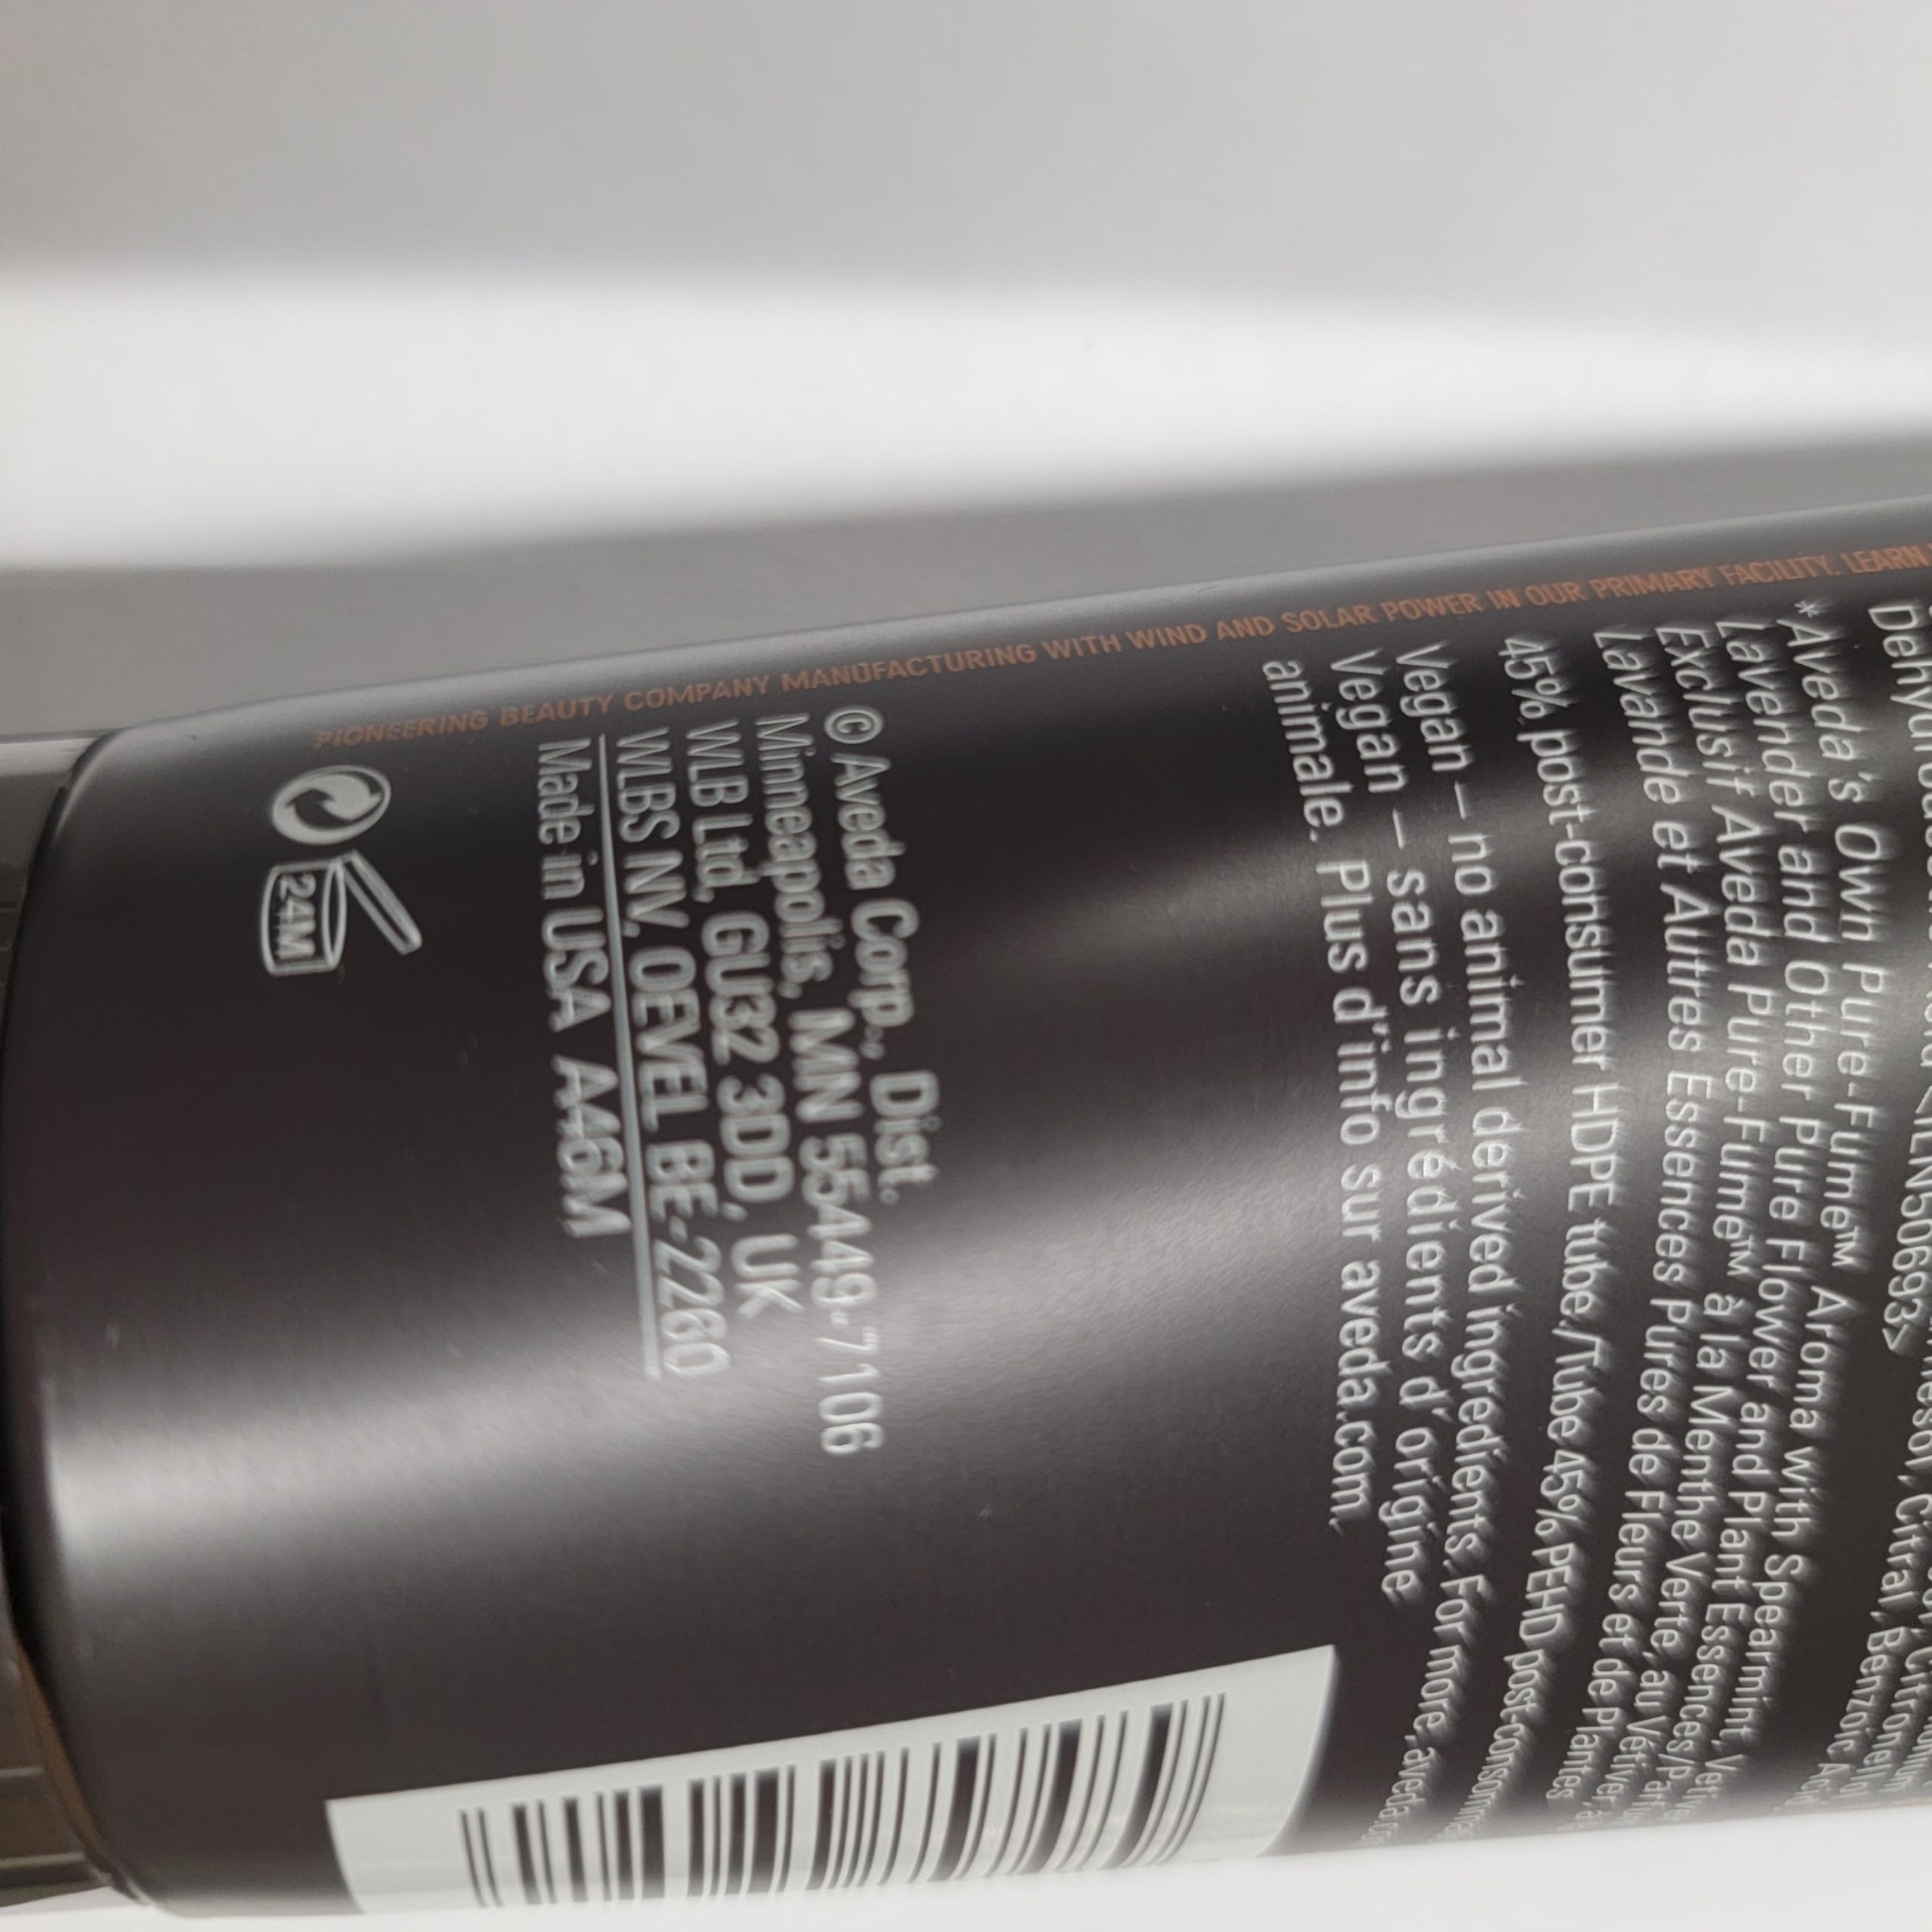 ILN50693>
*Aveda's Own Pure-Fume™ Aroma with Spearmint,
Lavender and Other Pure Flower and Plant Essences/
Exclusif Aveda Pure-Fume™ à la Menthe Verte, au Vétiver,
Lavande et Autres Essences Pures de Fleurs et de Plantes
45% post-consumer HDPE tube/Tube 45% PEHD
Vegan – no animal derived ingredients. For more,
Vegan – sans ingrédients d'origine
animale. Plus d'info sur aveda.com.
© Aveda Corp., Dist.
Minneapolis, MN 55449-7106
WLB Ltd, GU32 3DD, UK
WLBS NV, OEVEL BE-2260
Made in USA A46M
24M
PIONEERING BEAUTY COMPANY MANUFACTURING WITH WIND AND SOLAR POWER IN OUR PRIMARY FACILITY. LEARN